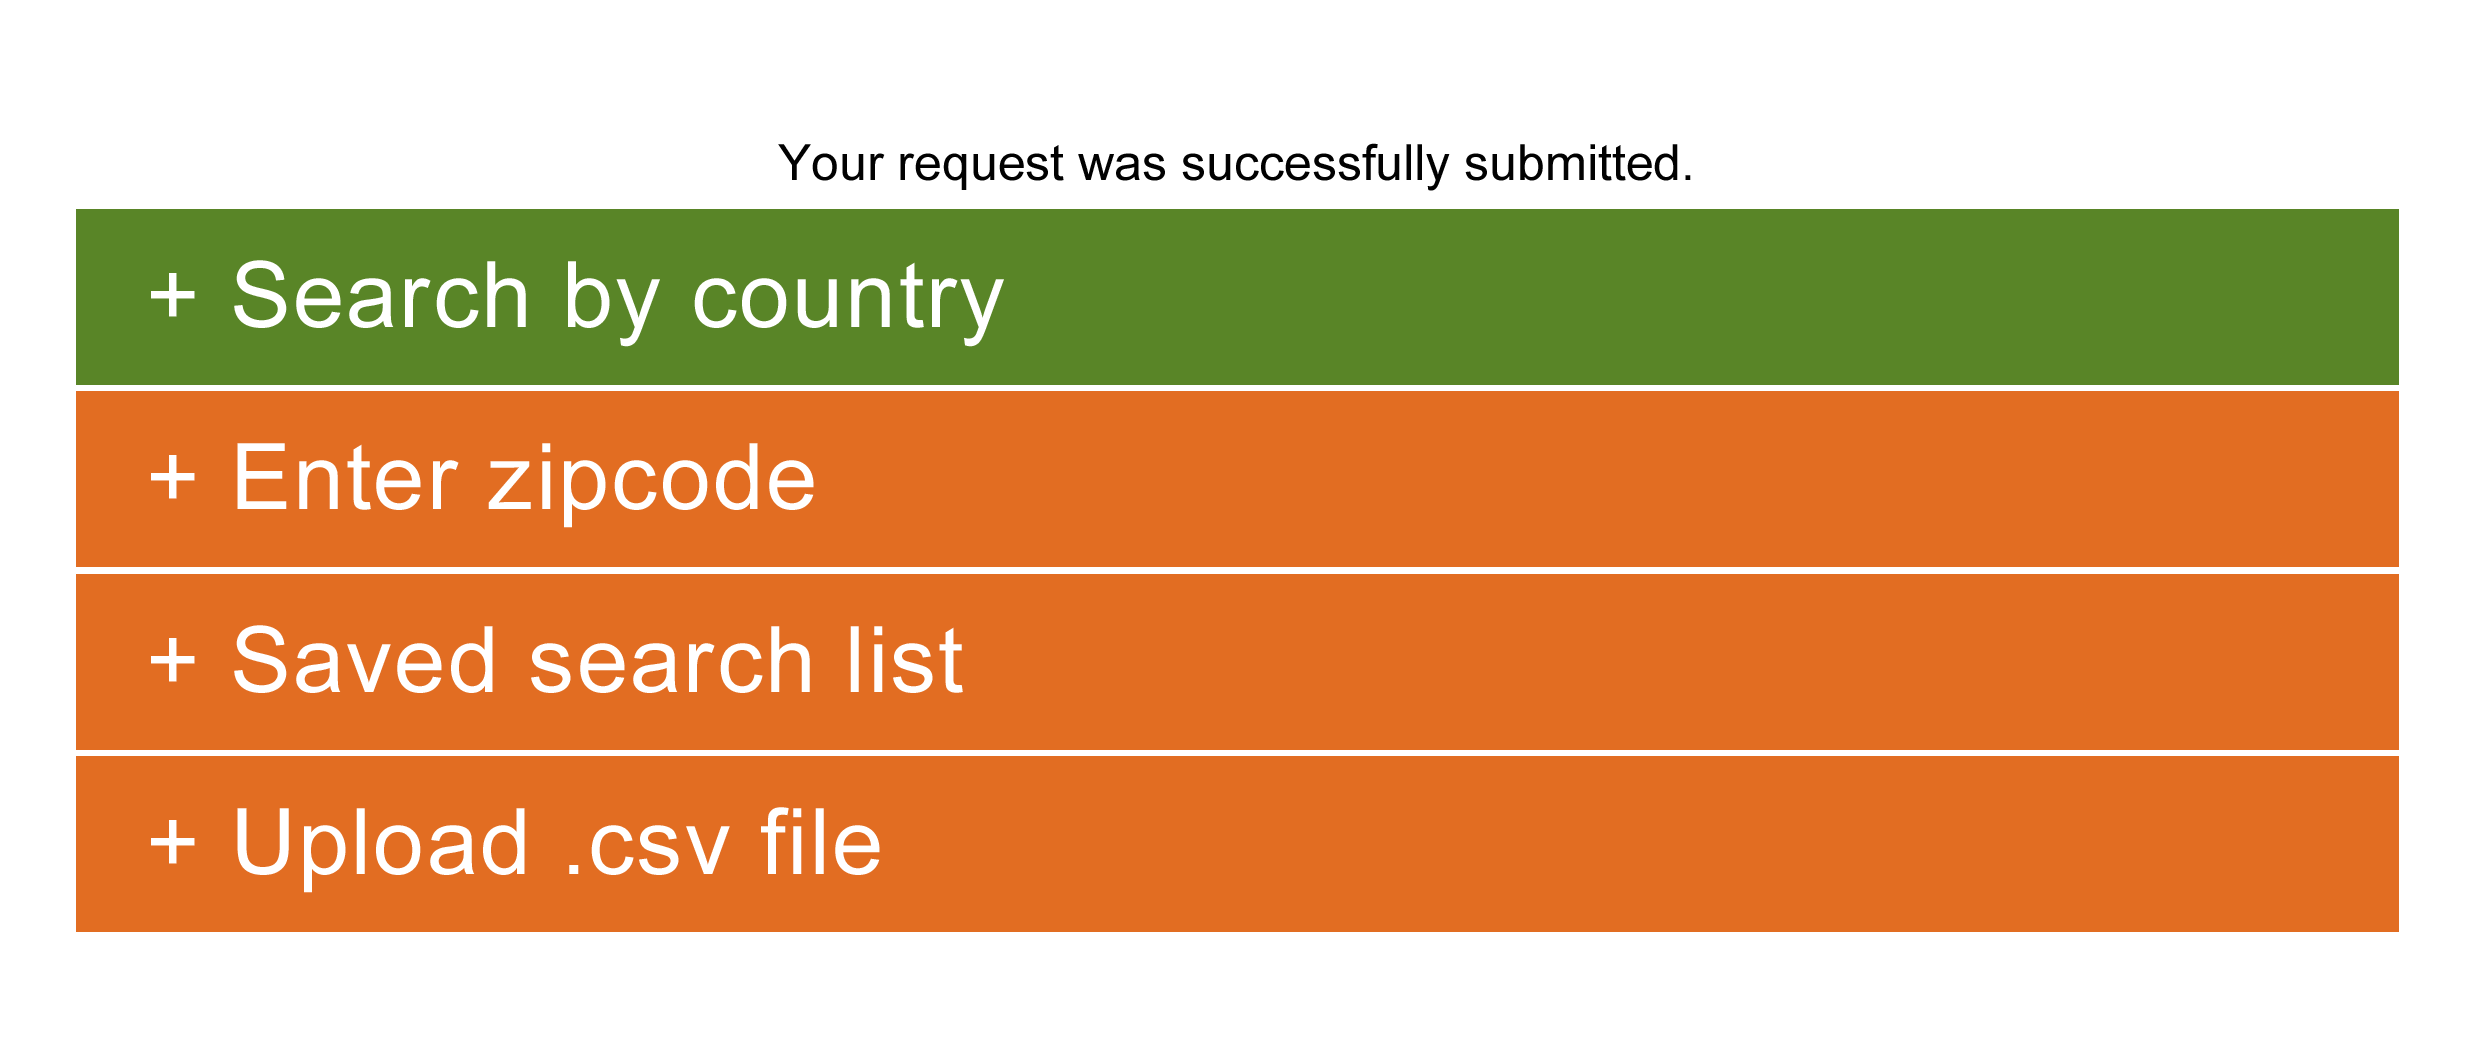 Your request was successfully submitted.
+ Search by country
+ Enter zipcode
+ Saved search list
+ Upload .csv file